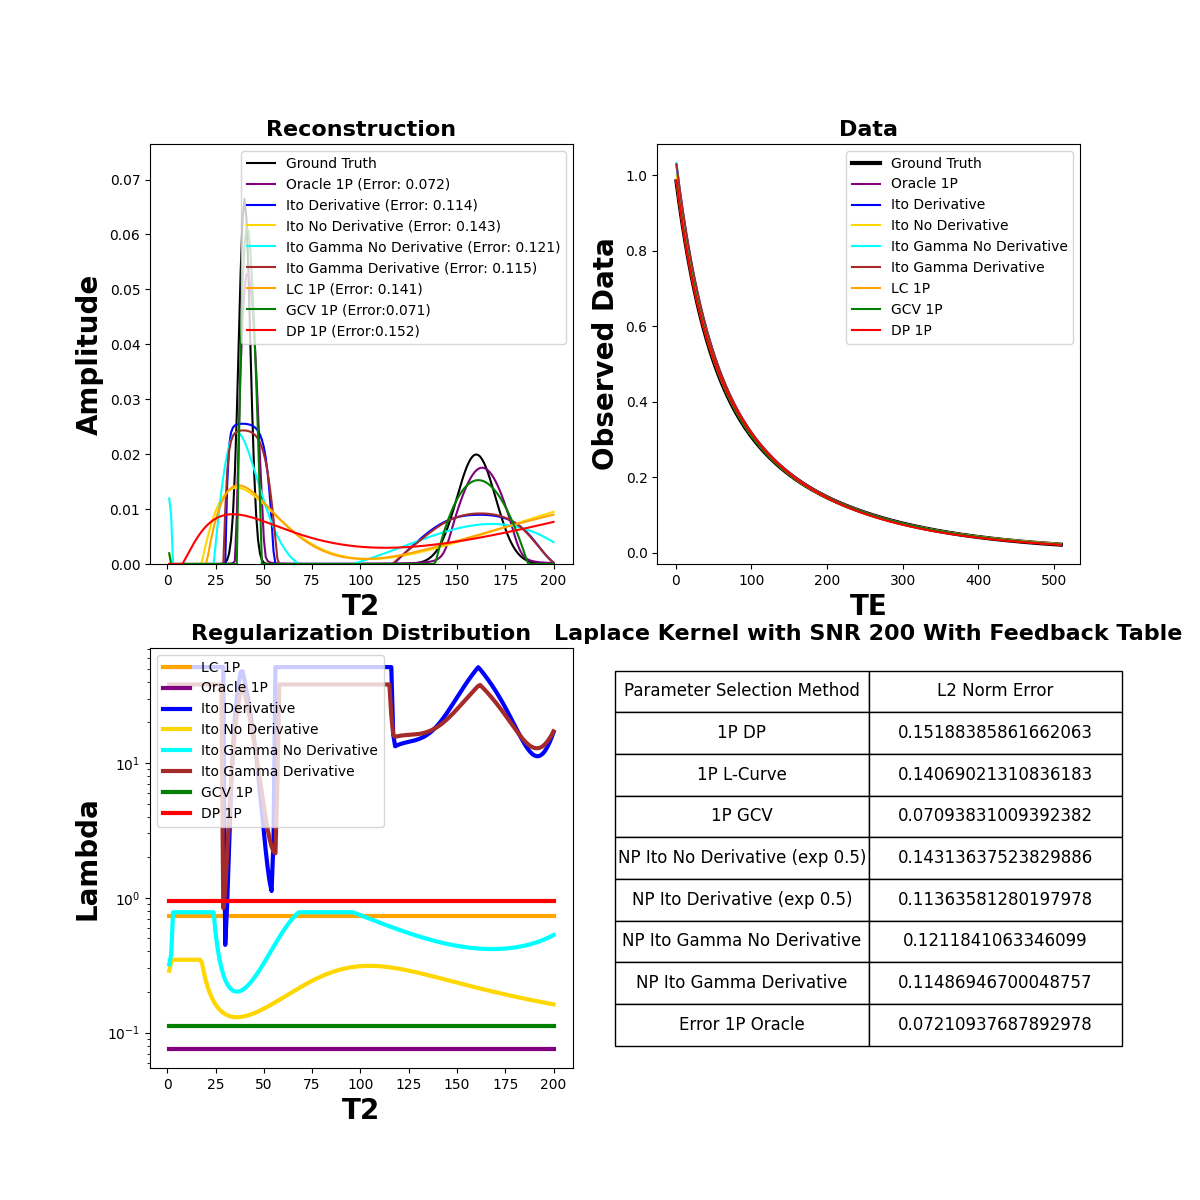 Reconstruction
Amplitude
0.07
0.06
0.05
0.04
0.03
0.02
0.01
0.00
Ground Truth
Oracle 1P (Error: 0.072)
Ito Derivative (Error: 0.114)
Ito No Derivative (Error: 0.143)
Ito Gamma No Derivative (Error: 0.121)
Ito Gamma Derivative (Error: 0.115)
LC 1P (Error: 0.141)
GCV 1P (Error:0.071)
DP 1P (Error:0.152)
0 25 50 75 100 125 150 175 200
T2
Data
Observed Data
1.0
0.8
0.6
0.4
0.2
0.0
Ground Truth
Oracle 1P
Ito Derivative
Ito No Derivative
Ito Gamma No Derivative
Ito Gamma Derivative
LC 1P
GCV 1P
DP 1P
0 100 200 300 400 500
TE
Regularization Distribution
Lambda
10^1
10^0
10^-1
LC 1P
Oracle 1P
Ito Derivative
Ito No Derivative
Ito Gamma No Derivative
Ito Gamma Derivative
GCV 1P
DP 1P
0 25 50 75 100 125 150 175 200
T2
Laplace Kernel with SNR 200 With Feedback Table
Parameter Selection Method L2 Norm Error
1P DP 0.15188385861662063
1P L-Curve 0.14069021310836183
1P GCV 0.07093831009392382
NP Ito No Derivative (exp 0.5) 0.14313637523829886
NP Ito Derivative (exp 0.5) 0.11363581280197978
NP Ito Gamma No Derivative 0.1211841063346099
NP Ito Gamma Derivative 0.11486946700048757
Error 1P Oracle 0.07210937687892978